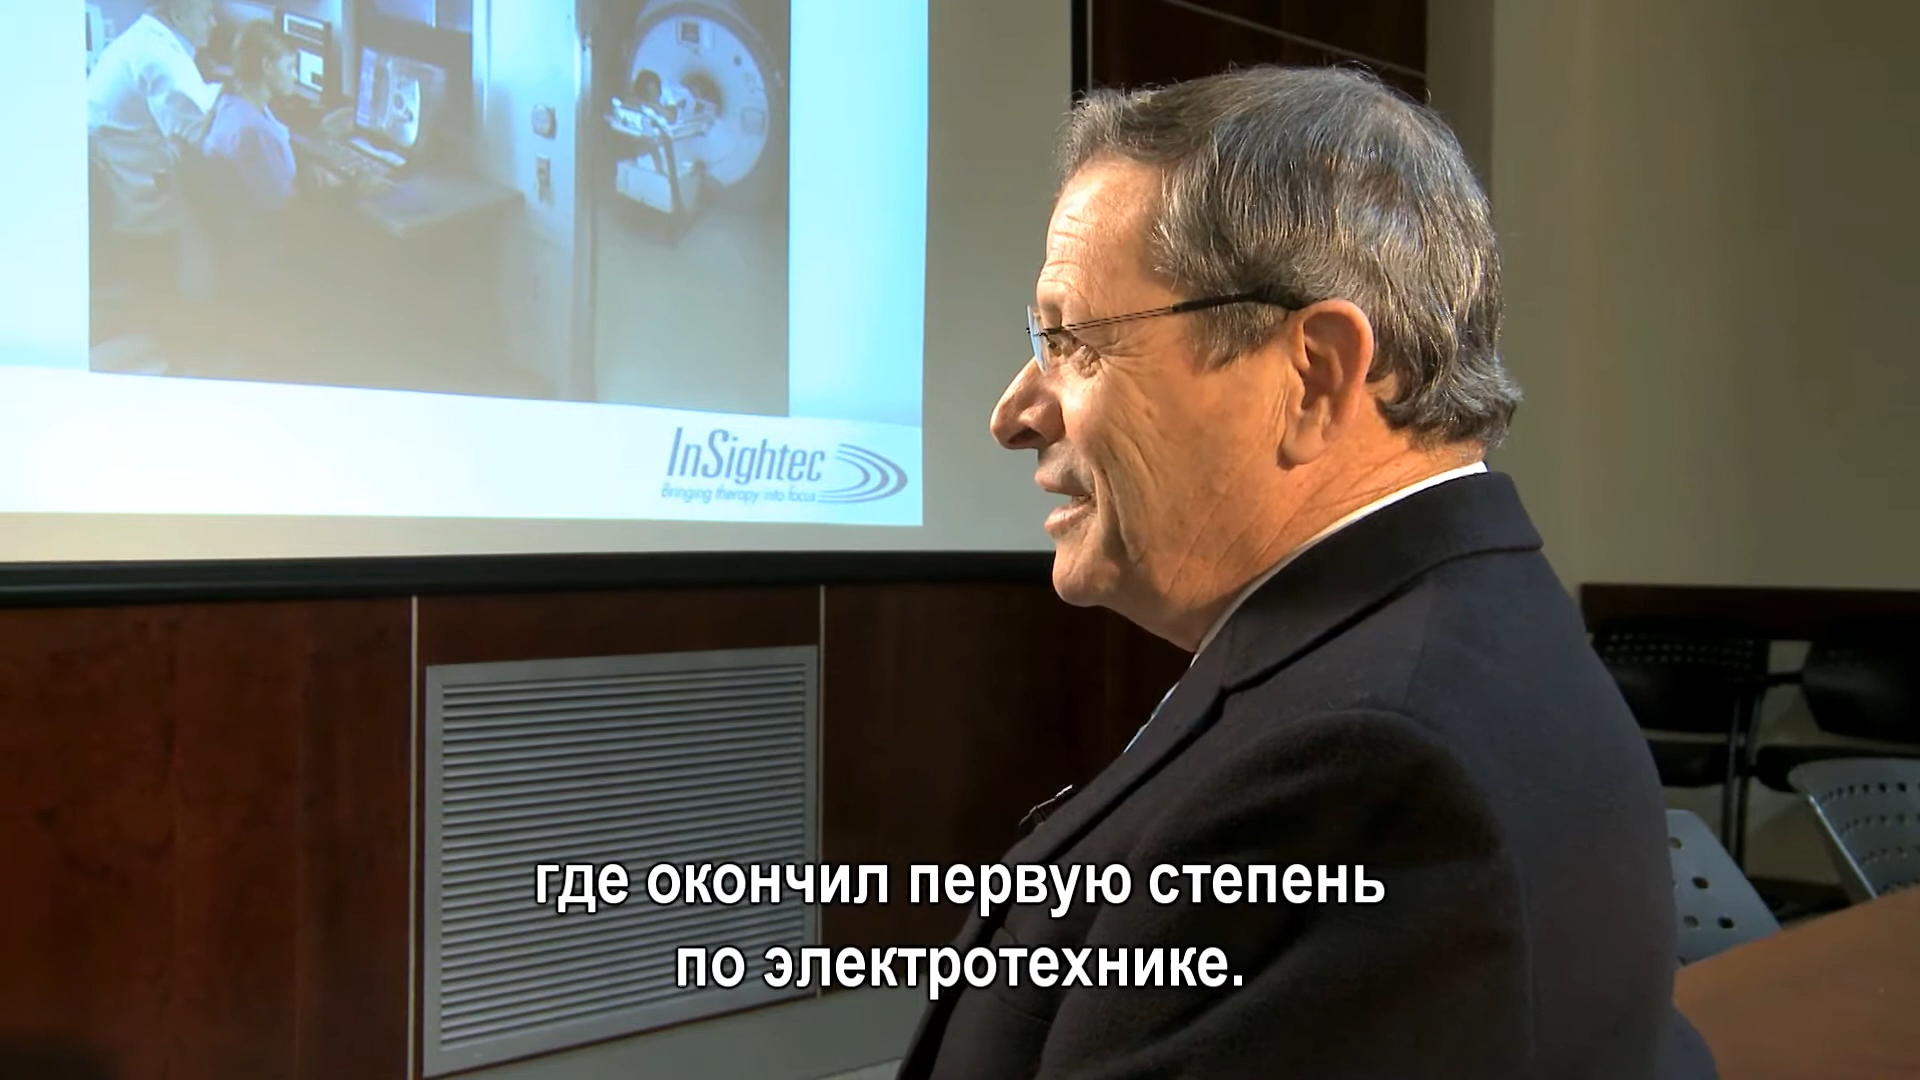 InSightec
Bringing therapy into focus
где окончил первую степень
по электротехнике.